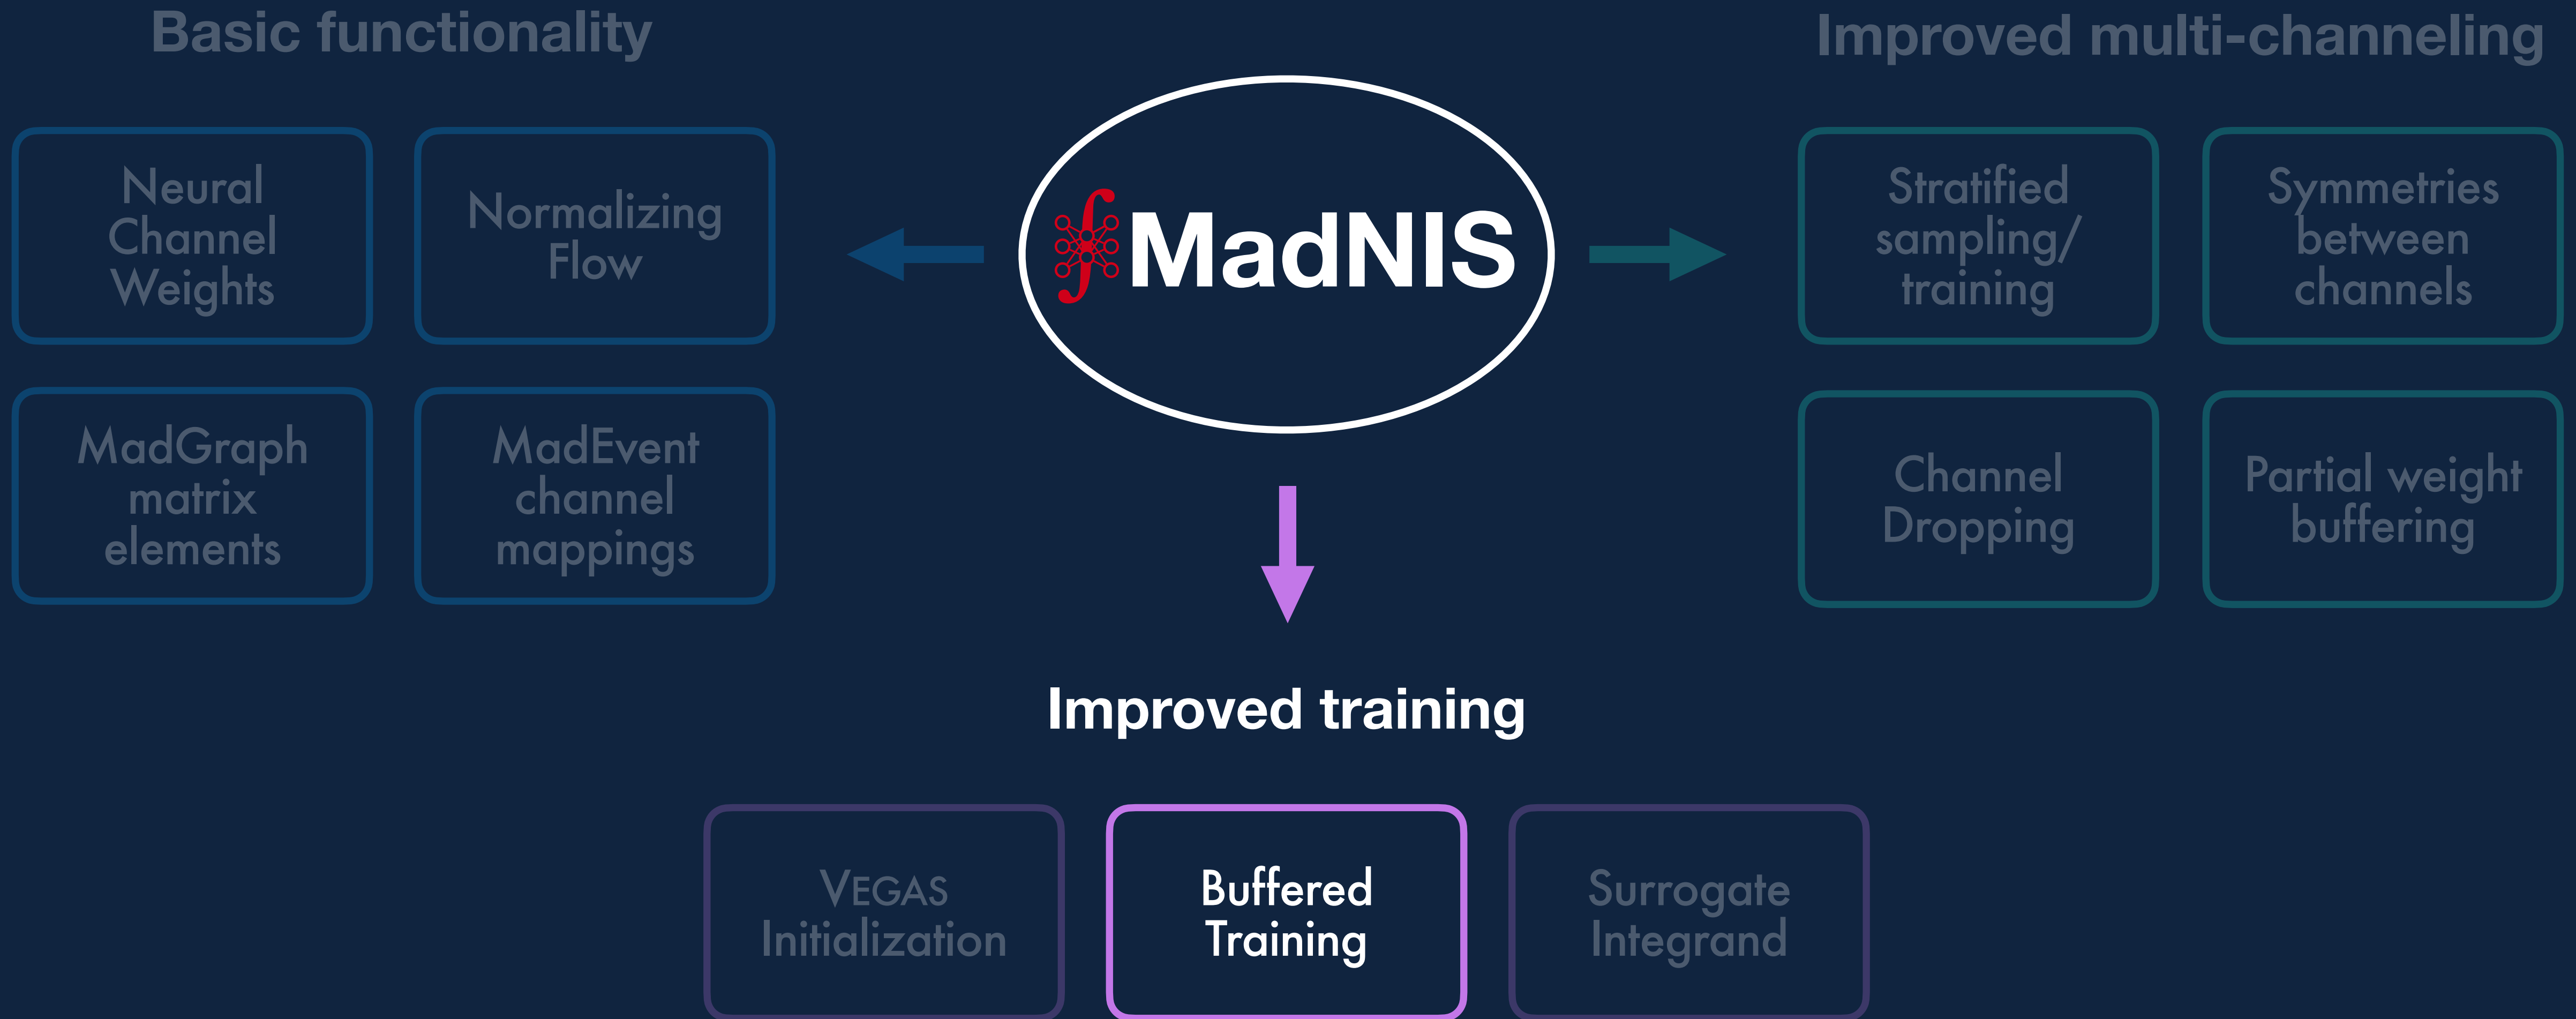 Basic functionality
Neural
Channel
Weights
Normalizing
Flow
MadGraph
matrix
elements
MadEvent
channel
mappings
MadNIS
Improved multi-channeling
Stratified
sampling/
training
Symmetries
between
channels
Channel
Dropping
Partial weight
buffering
Improved training
VEGAS
Initialization
Buffered
Training
Surrogate
Integrand